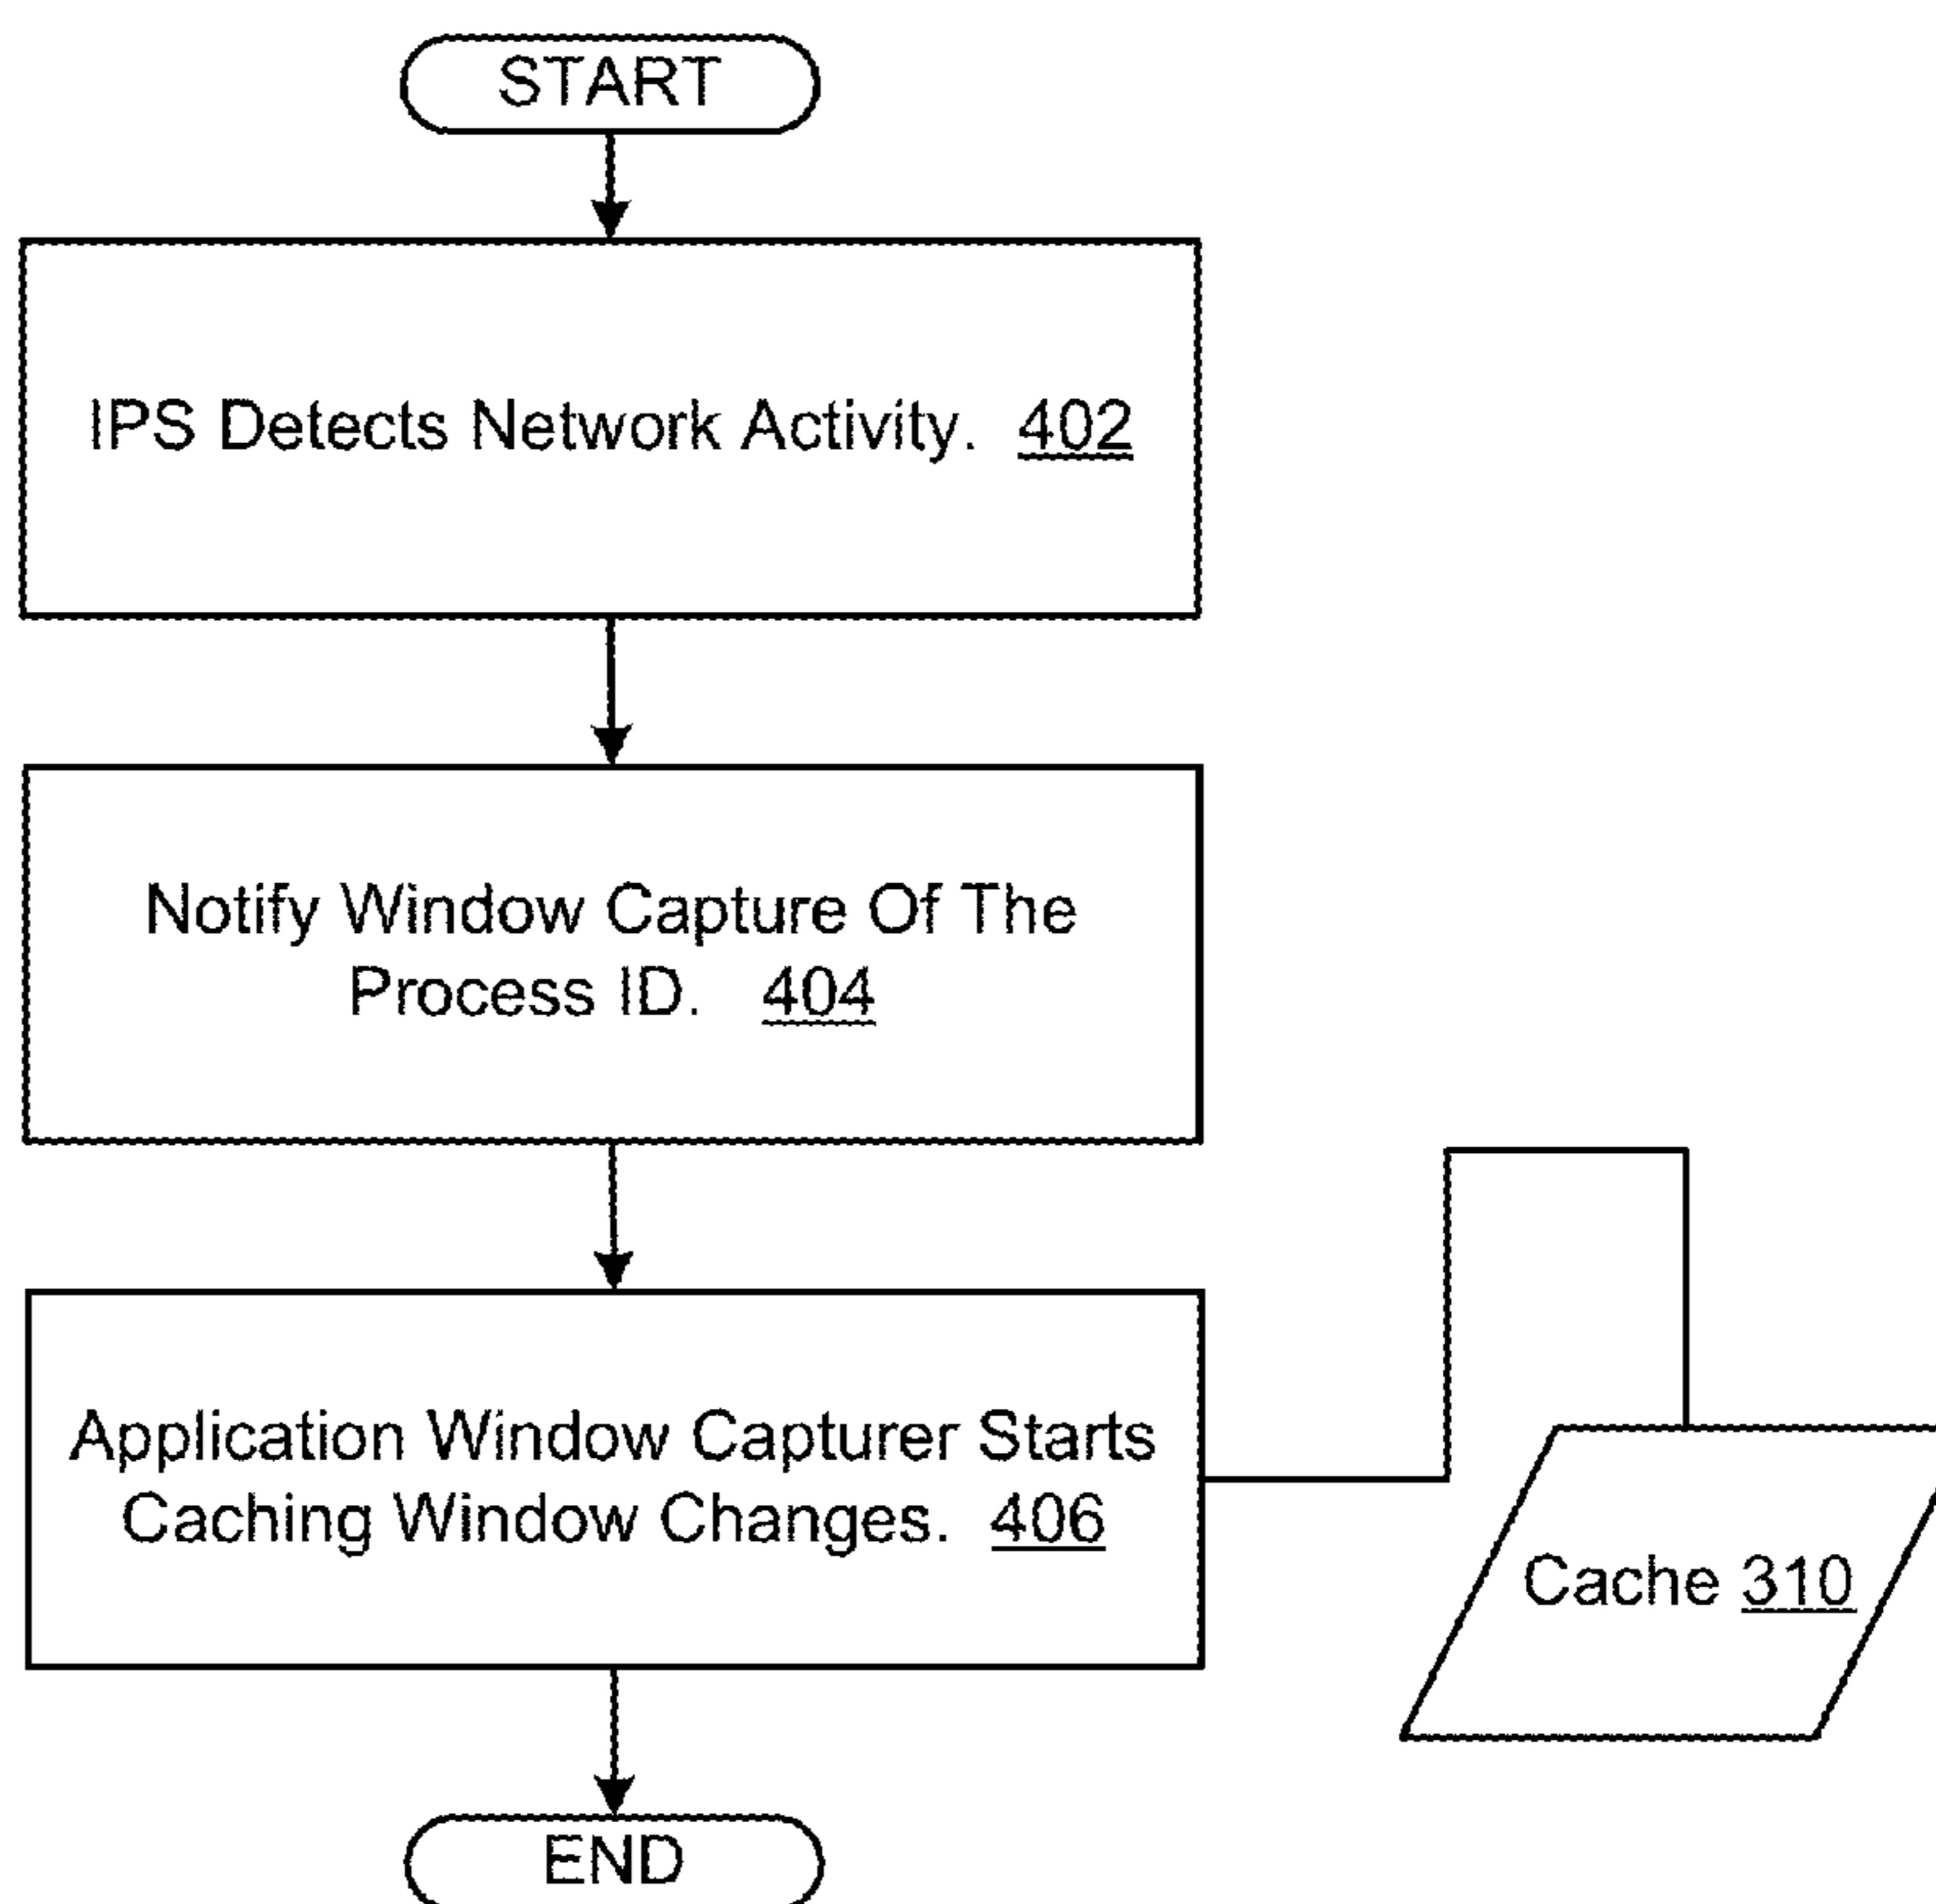 START
IPS Detects Network Activity. 402
Notify Window Capture Of The
Process ID. 404
Application Window Capturer Starts
Caching Window Changes. 406
Cache 310
END